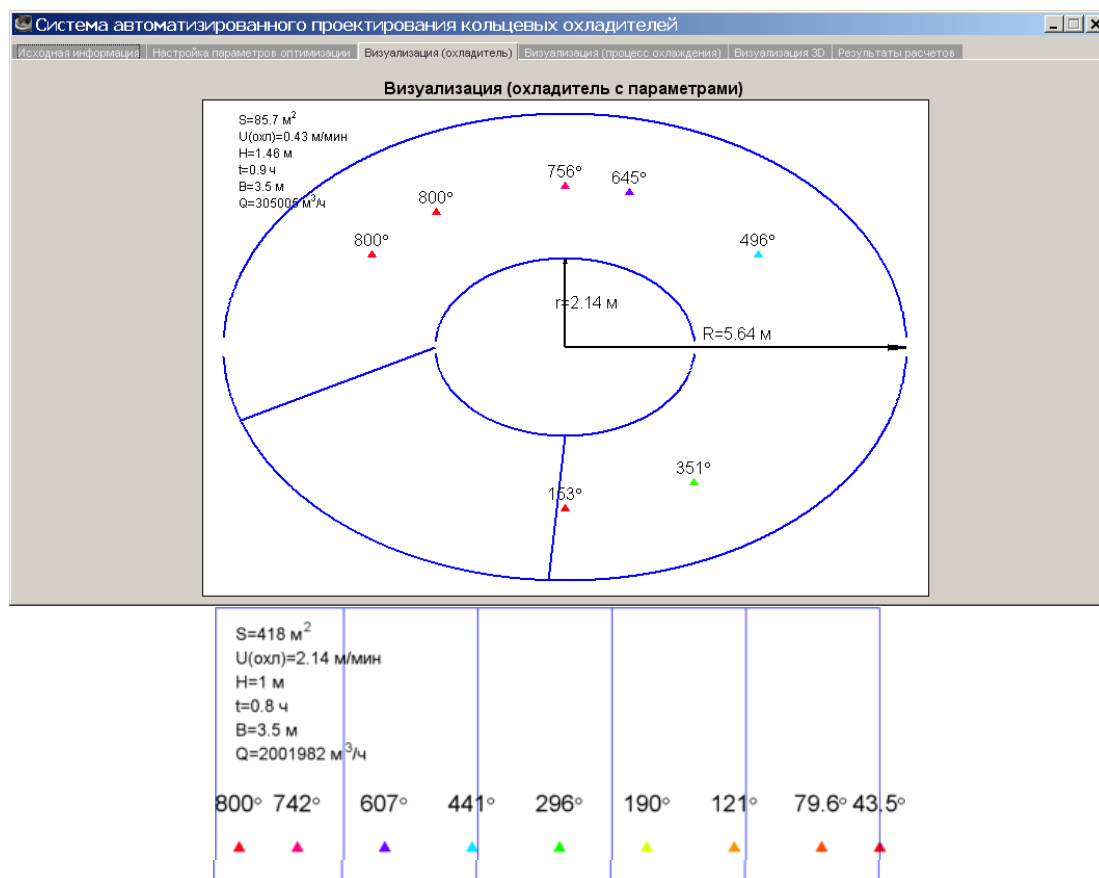 Система автоматизированного проектирования кольцевых охладителей
Исходная информация Настройка параметров оптимизации Визуализация (охладитель) Визуализация (процесс охлаждения) Визуализация 3D Результаты расчетов
Визуализация (охладитель с параметрами)
S=85.7 м²
U(охл)=0.43 м/мин
H=1.46 м
t=0.9 ч
B=3.5 м
Q=305005 м³/ч
756°
645°
800°
800°
496°
r=2.14 м
R=5.64 м
351°
153°
S=418 м²
U(охл)=2.14 м/мин
H=1 м
t=0.8 ч
B=3.5 м
Q=2001982 м³/ч
800° 742° 607° 441° 296° 190° 121° 79.6° 43.5°